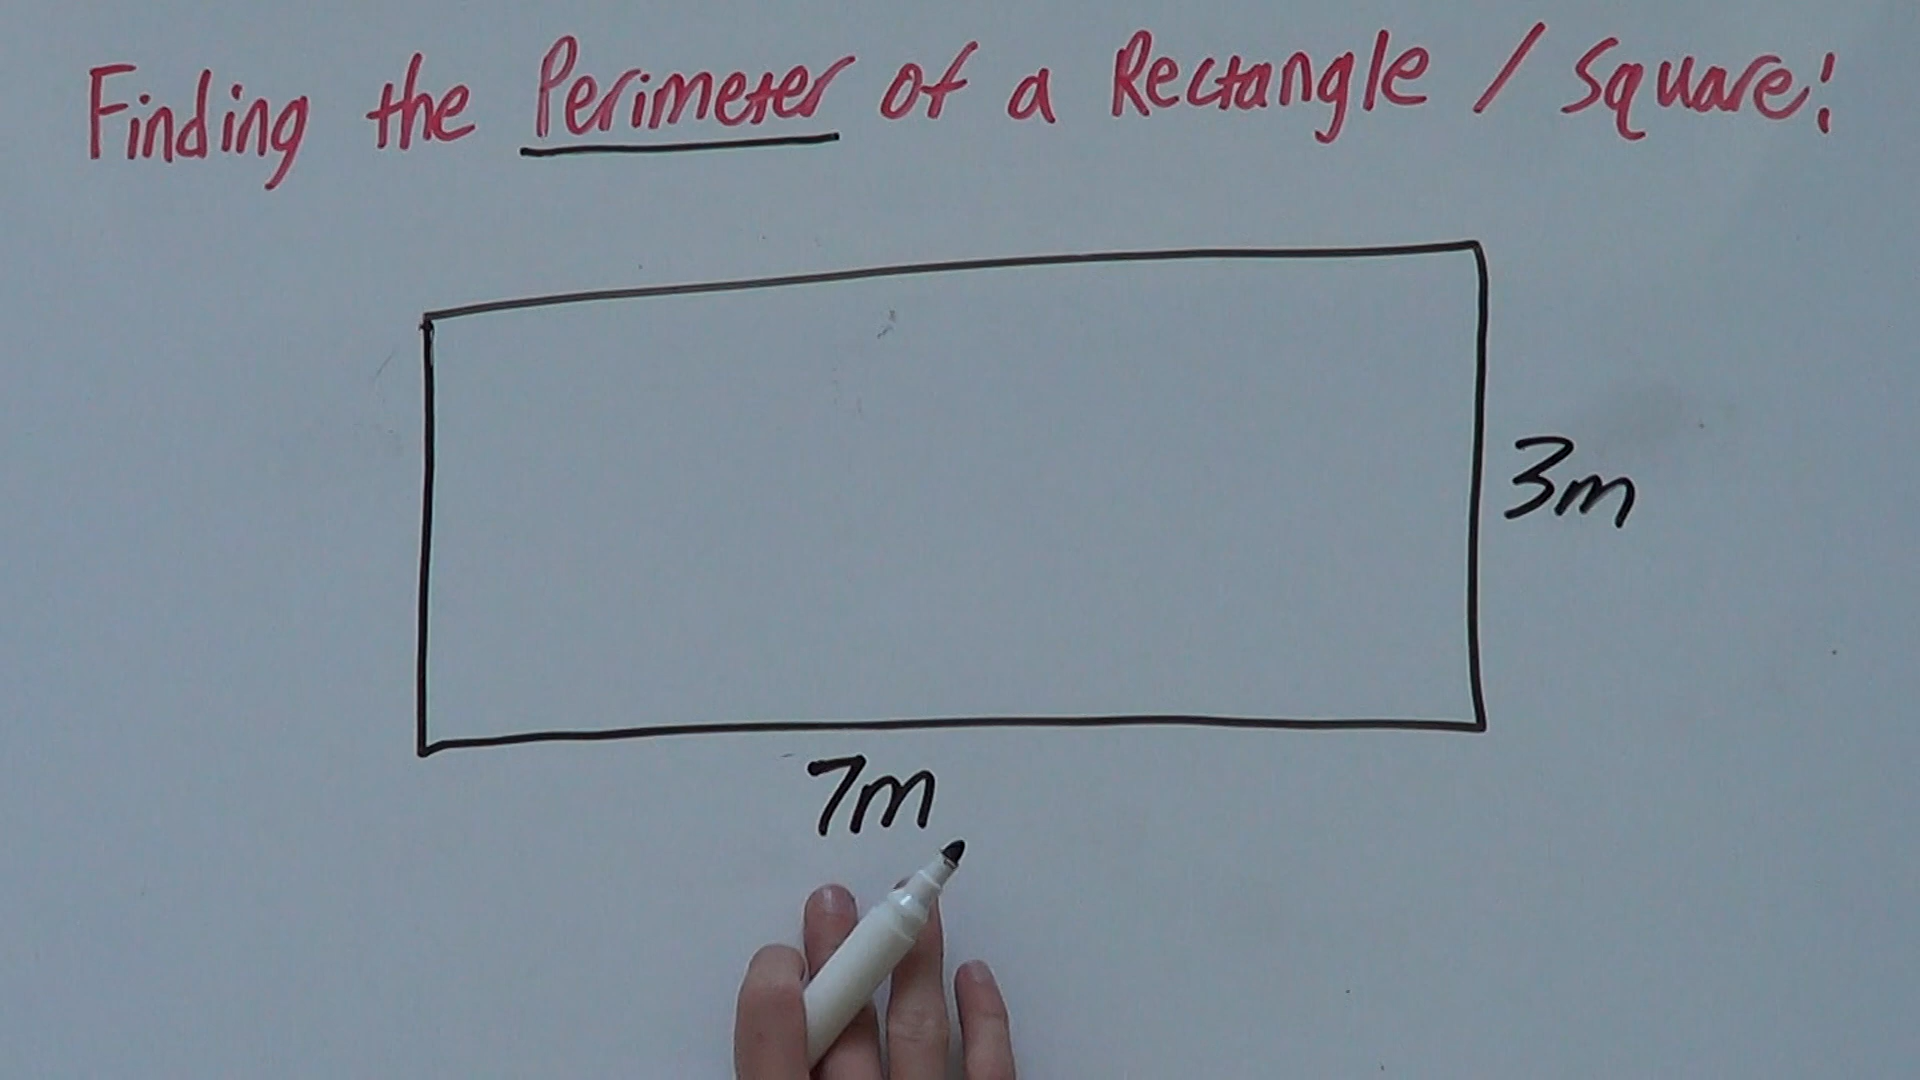 Finding the Perimeter of a Rectangle / Square!
3m
7m